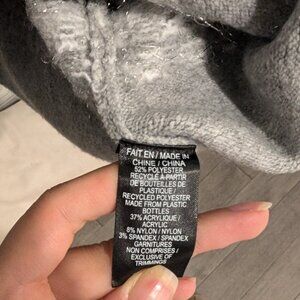 FAIT EN / MADE IN
CHINE / CHINA
52% POLYESTER
RECYCLÉ À PARTIR
DE BOUTEILLES DE
PLASTIQUE /
RECYCLED POLYESTER
MADE FROM PLASTIC
BOTTLES
37% ACRYLIQUE /
ACRYLIC
8% NYLON / NYLON
3% SPANDEX / SPANDEX
GARNITURES
NON COMPRISES /
EXCLUSIVE OF
TRIMMINGS